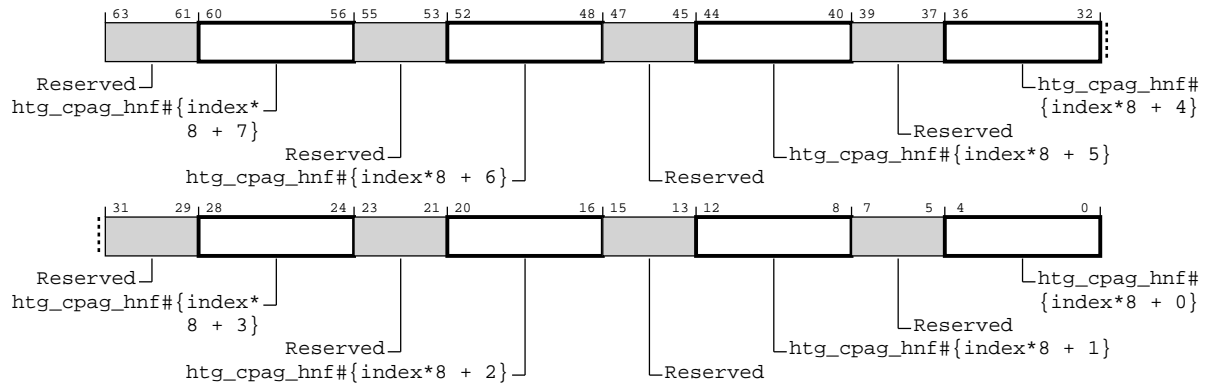 63 61 60 56 55 53 52 48 47 45 44 40 39 37 36 32
Reserved
htg_cpag_hnf#{index*
8 + 7}
Reserved
htg_cpag_hnf#{index*8 + 6}
Reserved
htg_cpag_hnf#{index*8 + 5}
Reserved
htg_cpag_hnf#
{index*8 + 4}
31 29 28 24 23 21 20 16 15 13 12 8 7 5 4 0
Reserved
htg_cpag_hnf#{index*
8 + 3}
Reserved
htg_cpag_hnf#{index*8 + 2}
Reserved
htg_cpag_hnf#{index*8 + 1}
Reserved
htg_cpag_hnf#
{index*8 + 0}